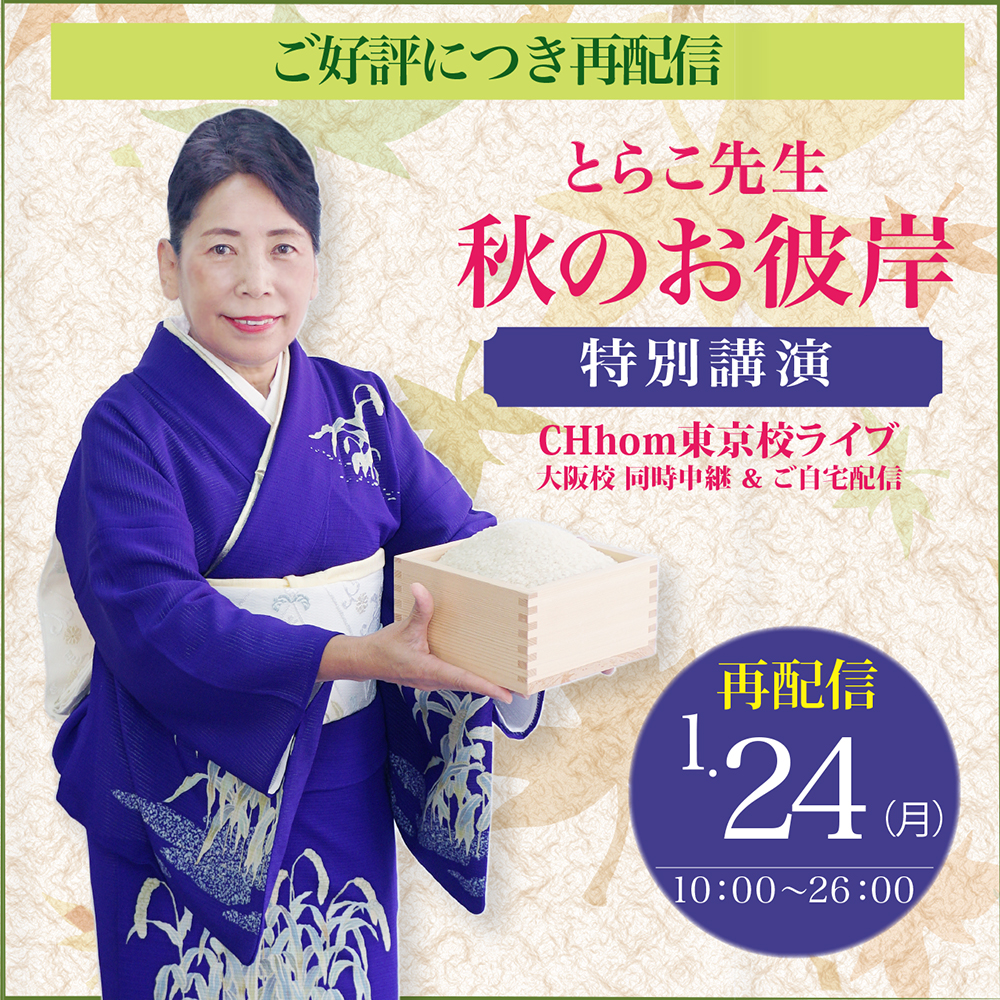 ご好評につき再配信
とらこ先生
秋のお彼岸
特別講演
CHhom東京校ライブ
大阪校 同時中継 & ご自宅配信
再配信
1.24(月)
10:00～26:00